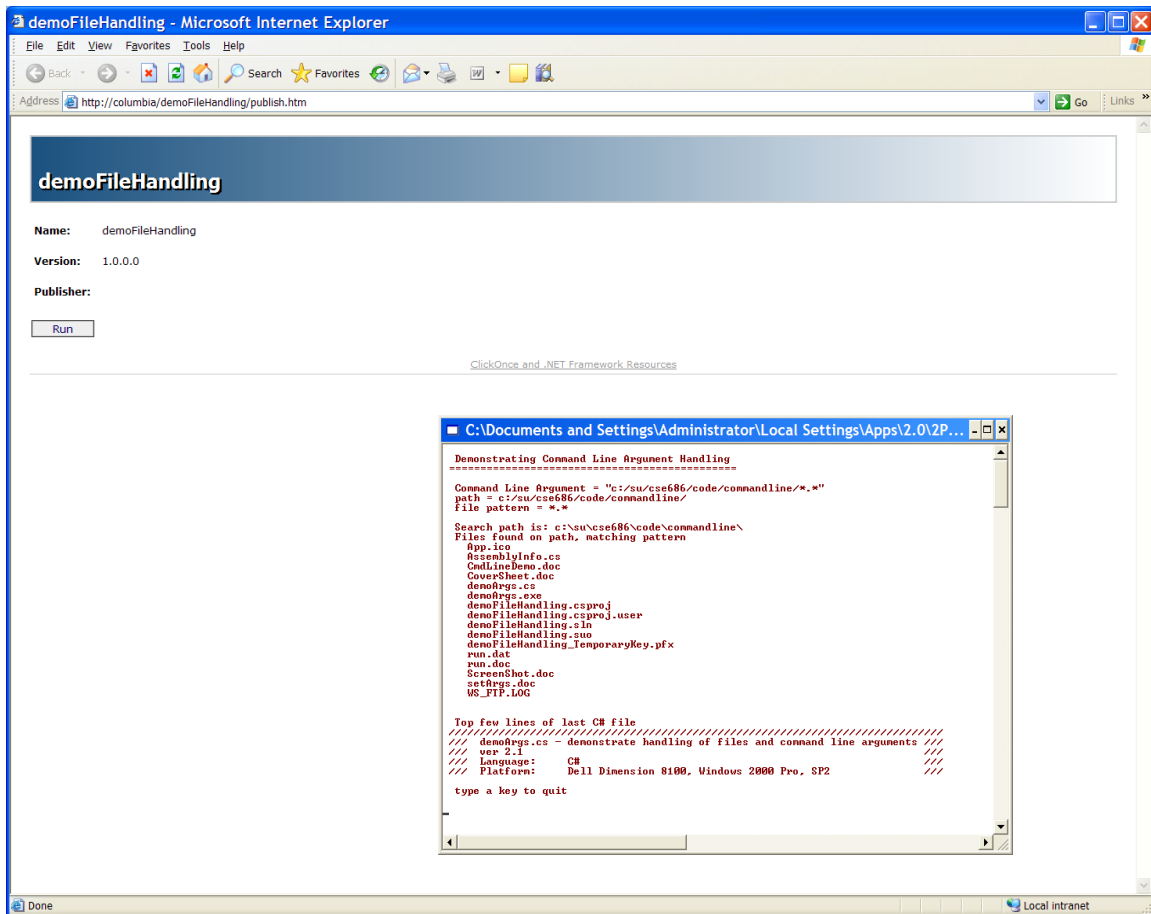 demoFileHandling - Microsoft Internet Explorer
File Edit View Favorites Tools Help
Back Search Favorites
Address http://columbia/demoFileHandling/publish.htm Go Links »
demoFileHandling
Name: demoFileHandling
Version: 1.0.0.0
Publisher:
Run
ClickOnce and .NET Framework Resources
C:\Documents and Settings\Administrator\Local Settings\Apps\2.0\2P...
Demonstrating Command Line Argument Handling
==============================================
Command Line Argument = "c:/su/cse686/code/commandline/*.*"
path = c:/su/cse686/code/commandline/
file pattern = *.*
Search path is: c:\su\cse686\code\commandline\
Files found on path, matching pattern
App.ico
AssemblyInfo.cs
CmdLineDemo.doc
CoverSheet.doc
demoArgs.cs
demoArgs.exe
demoFileHandling.csproj
demoFileHandling.csproj.user
demoFileHandling.sln
demoFileHandling.suo
demoFileHandling_TemporaryKey.pfx
run.dat
run.doc
ScreenShot.doc
setArgs.doc
WS_FTP.LOG
Top few lines of last C# file
///////////////////////////////////////////////////////////////////////////////
/// demoArgs.cs - demonstrate handling of files and command line arguments ///
/// ver 2.1 ///
/// Language: C# ///
/// Platform: Dell Dimension 8100, Windows 2000 Pro, SP2 ///
type a key to quit
Done Local intranet